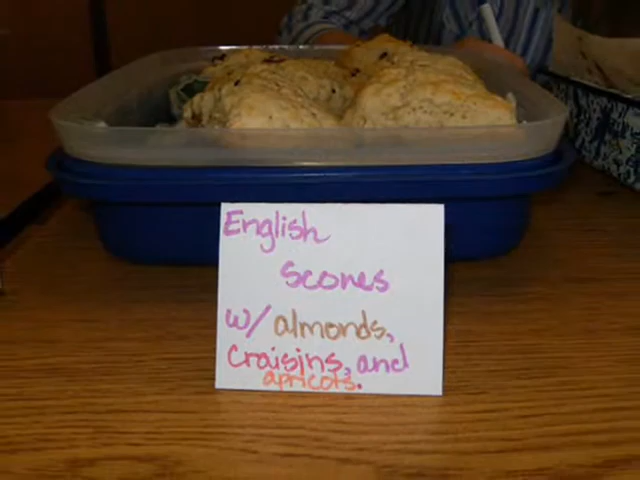 English
Scones
w/ almonds,
Craisins, and
apricots.